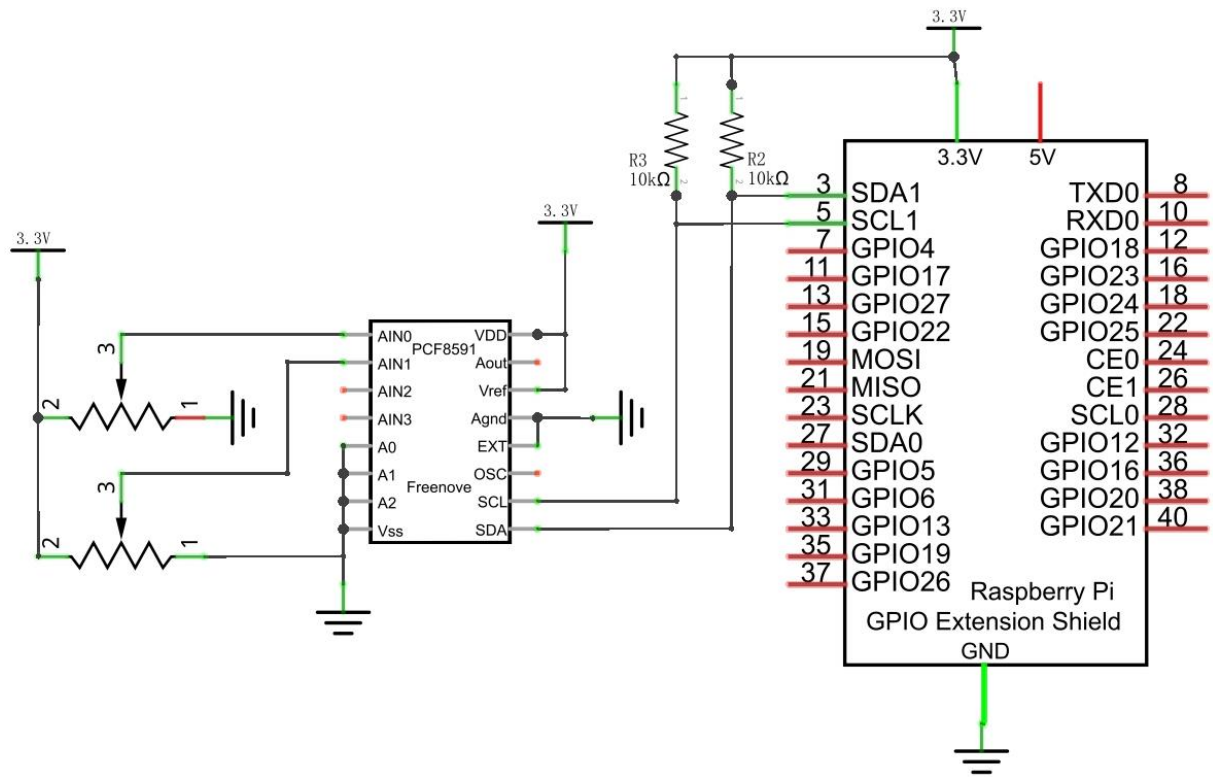 3.3V
3.3V
3.3V
1
1
R3
10kΩ
R2
10kΩ
2
2
3.3V
5V
3
SDA1
5
SCL1
7
GPIO4
11
GPIO17
13
GPIO27
15
GPIO22
19
MOSI
21
MISO
23
SCLK
27
SDA0
29
GPIO5
31
GPIO6
33
GPIO13
35
GPIO19
37
GPIO26
TXD0
8
RXD0
10
GPIO18
12
GPIO23
16
GPIO24
18
GPIO25
22
CE0
24
CE1
26
SCL0
28
GPIO12
32
GPIO16
36
GPIO20
38
GPIO21
40
Raspberry Pi
GPIO Extension Shield
GND
3
2
1
3
2
1
AIN0
AIN1
AIN2
AIN3
A0
A1
A2
Vss
PCF8591
Freenove
VDD
Aout
Vref
Agnd
EXT
OSC
SCL
SDA